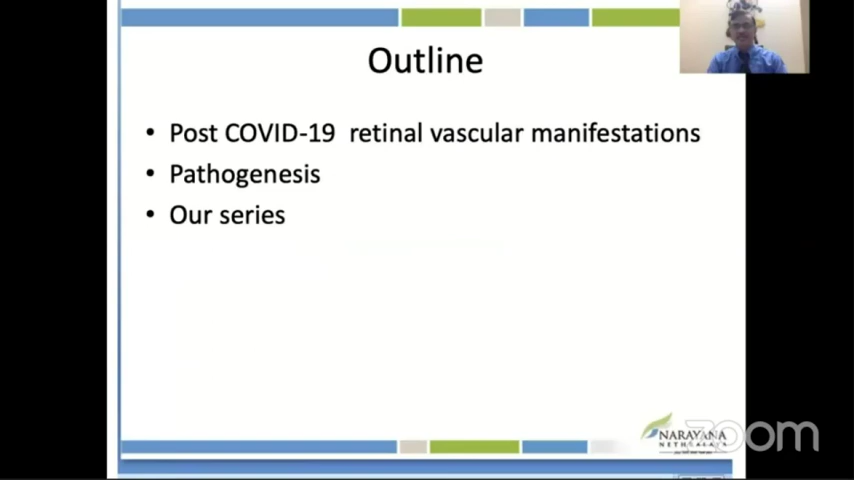 Outline
• Post COVID-19 retinal vascular manifestations
• Pathogenesis
• Our series
NARAYANA
NETHRALAYA
zoom